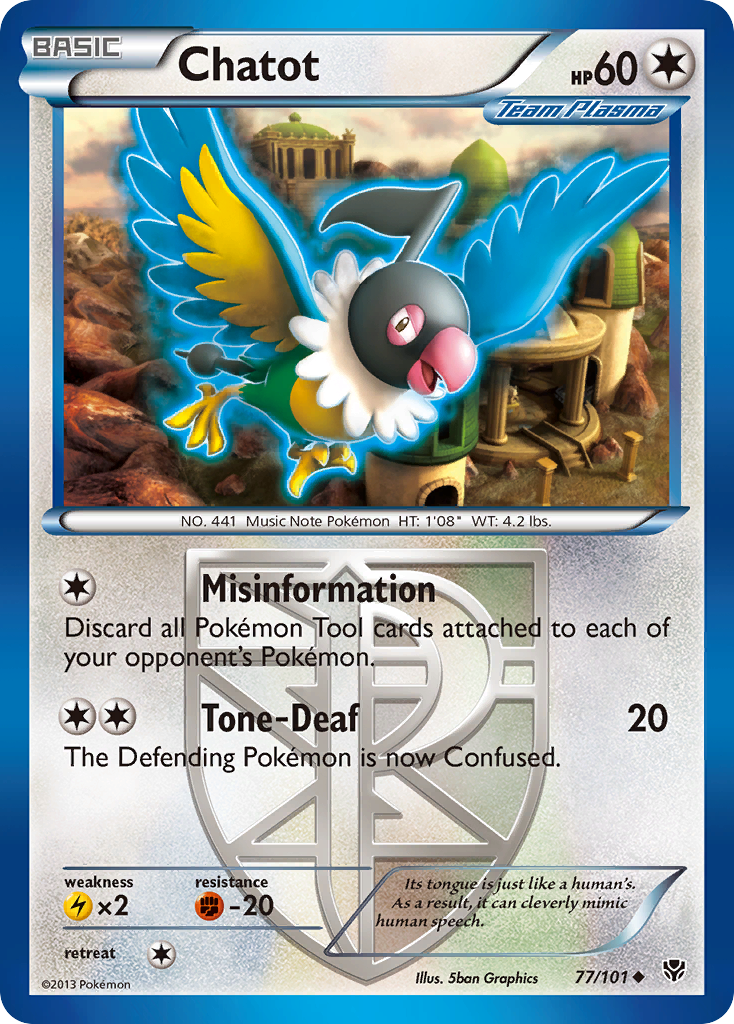 BASIC
Chatot
HP60
Team Plasma
NO. 441 Music Note Pokémon HT: 1'08" WT: 4.2 lbs.
Misinformation
Discard all Pokémon Tool cards attached to each of
your opponent's Pokémon.
Tone-Deaf 20
The Defending Pokémon is now Confused.
weakness
×2
resistance
-20
Its tongue is just like a human's.
As a result, it can cleverly mimic
human speech.
retreat
©2013 Pokémon
Illus. 5ban Graphics
77/101